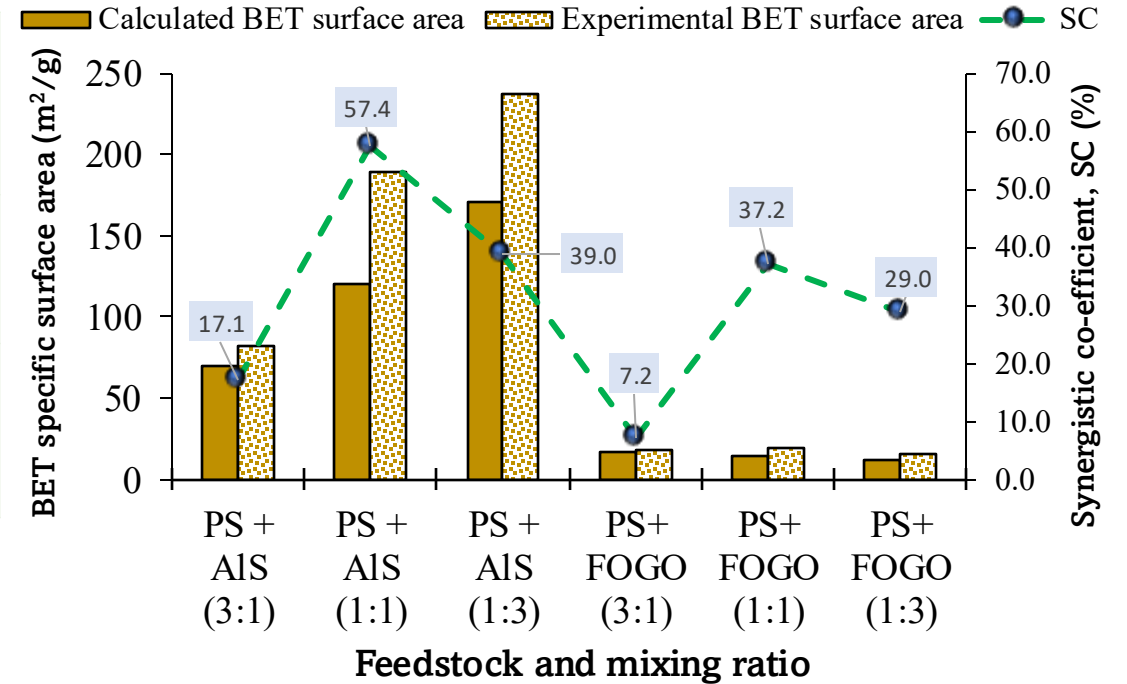 Calculated BET surface area Experimental BET surface area SC
BET specific surface area (m²/g)
250
200
150
100
50
0
57.4
39.0
17.1
7.2
37.2
29.0
70.0
60.0
50.0
40.0
30.0
20.0
10.0
0.0
Synergistic co-efficient, SC (%)
PS + AlS (3:1)
PS + AlS (1:1)
PS + AlS (1:3)
PS+ FOGO (3:1)
PS+ FOGO (1:1)
PS+ FOGO (1:3)
Feedstock and mixing ratio